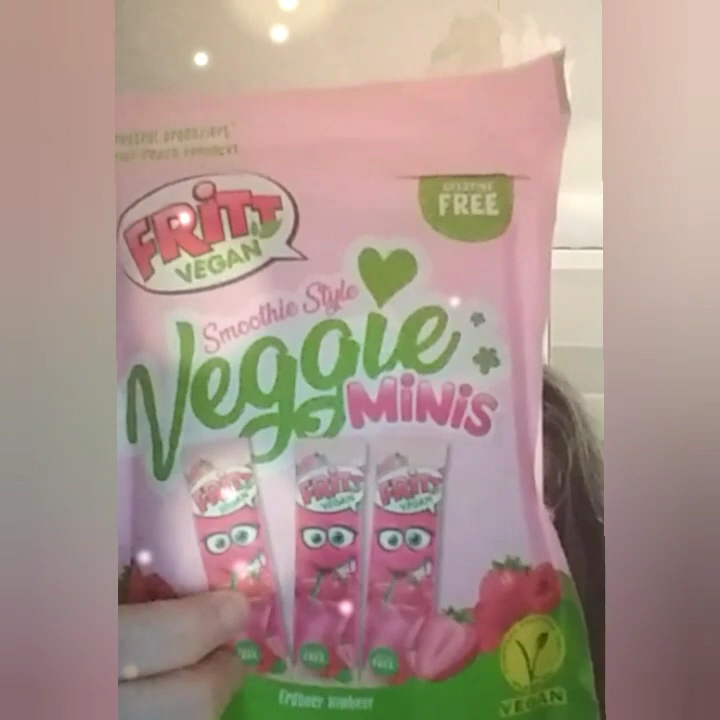 GELATINE
FREE
FRITT
VEGAN
Smoothie Style
Veggie
MiNiS
FRITT
VEGAN
FRITT
VEGAN
FRITT
VEGAN
FREE
FREE
VEGAN